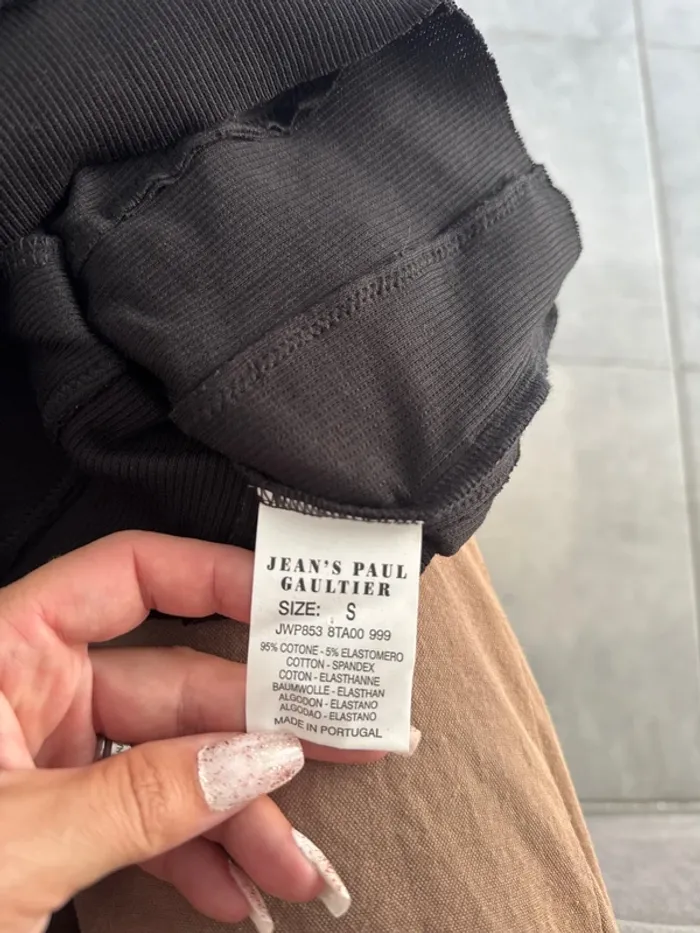 JEAN'S PAUL
GAULTIER
SIZE: S
JWP853 8TA00 999
95% COTONE - 5% ELASTOMERO
COTTON - SPANDEX
COTON - ELASTHANNE
BAUMWOLLE - ELASTHAN
ALGODON - ELASTANO
ALGODAO - ELASTANO
MADE IN PORTUGAL